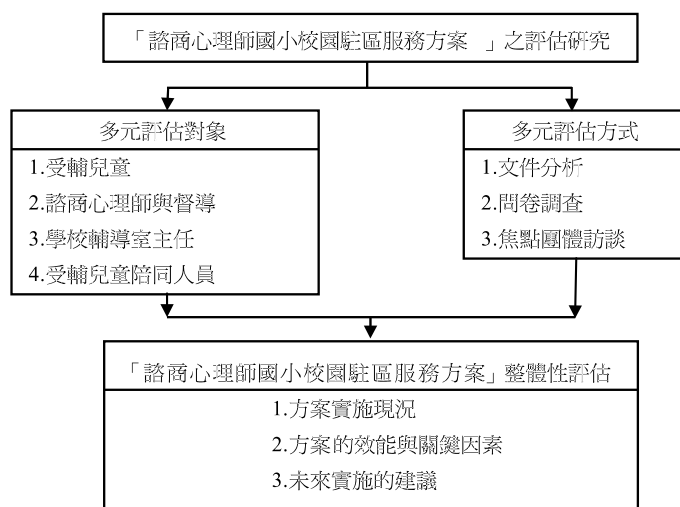 「諮商心理師國小校園駐區服務方案 」之評估研究
多元評估對象
1.受輔兒童
2.諮商心理師與督導
3.學校輔導室主任
4.受輔兒童陪同人員
多元評估方式
1.文件分析
2.問卷調查
3.焦點團體訪談
「諮商心理師國小校園駐區服務方案」整體性評估
1.方案實施現況
2.方案的效能與關鍵因素
3.未來實施的建議